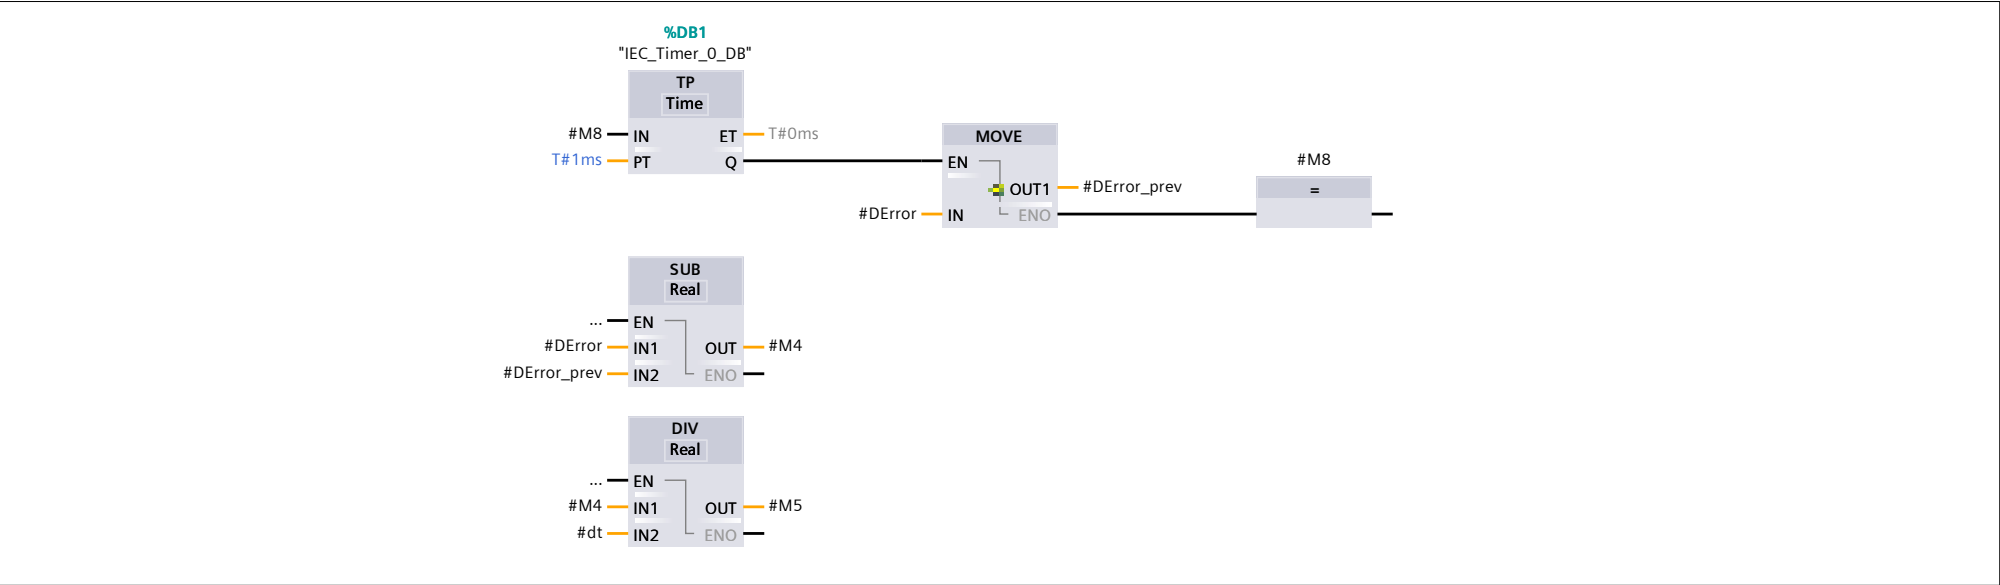 %DB1
"IEC_Timer_0_DB"
TP
Time
#M8 IN ET T#0ms
T#1ms PT Q
MOVE
EN
OUT1 #DError_prev
#DError IN ENO
#M8
=
SUB
Real
... EN
#DError IN1 OUT #M4
#DError_prev IN2 ENO
DIV
Real
... EN
#M4 IN1 OUT #M5
#dt IN2 ENO